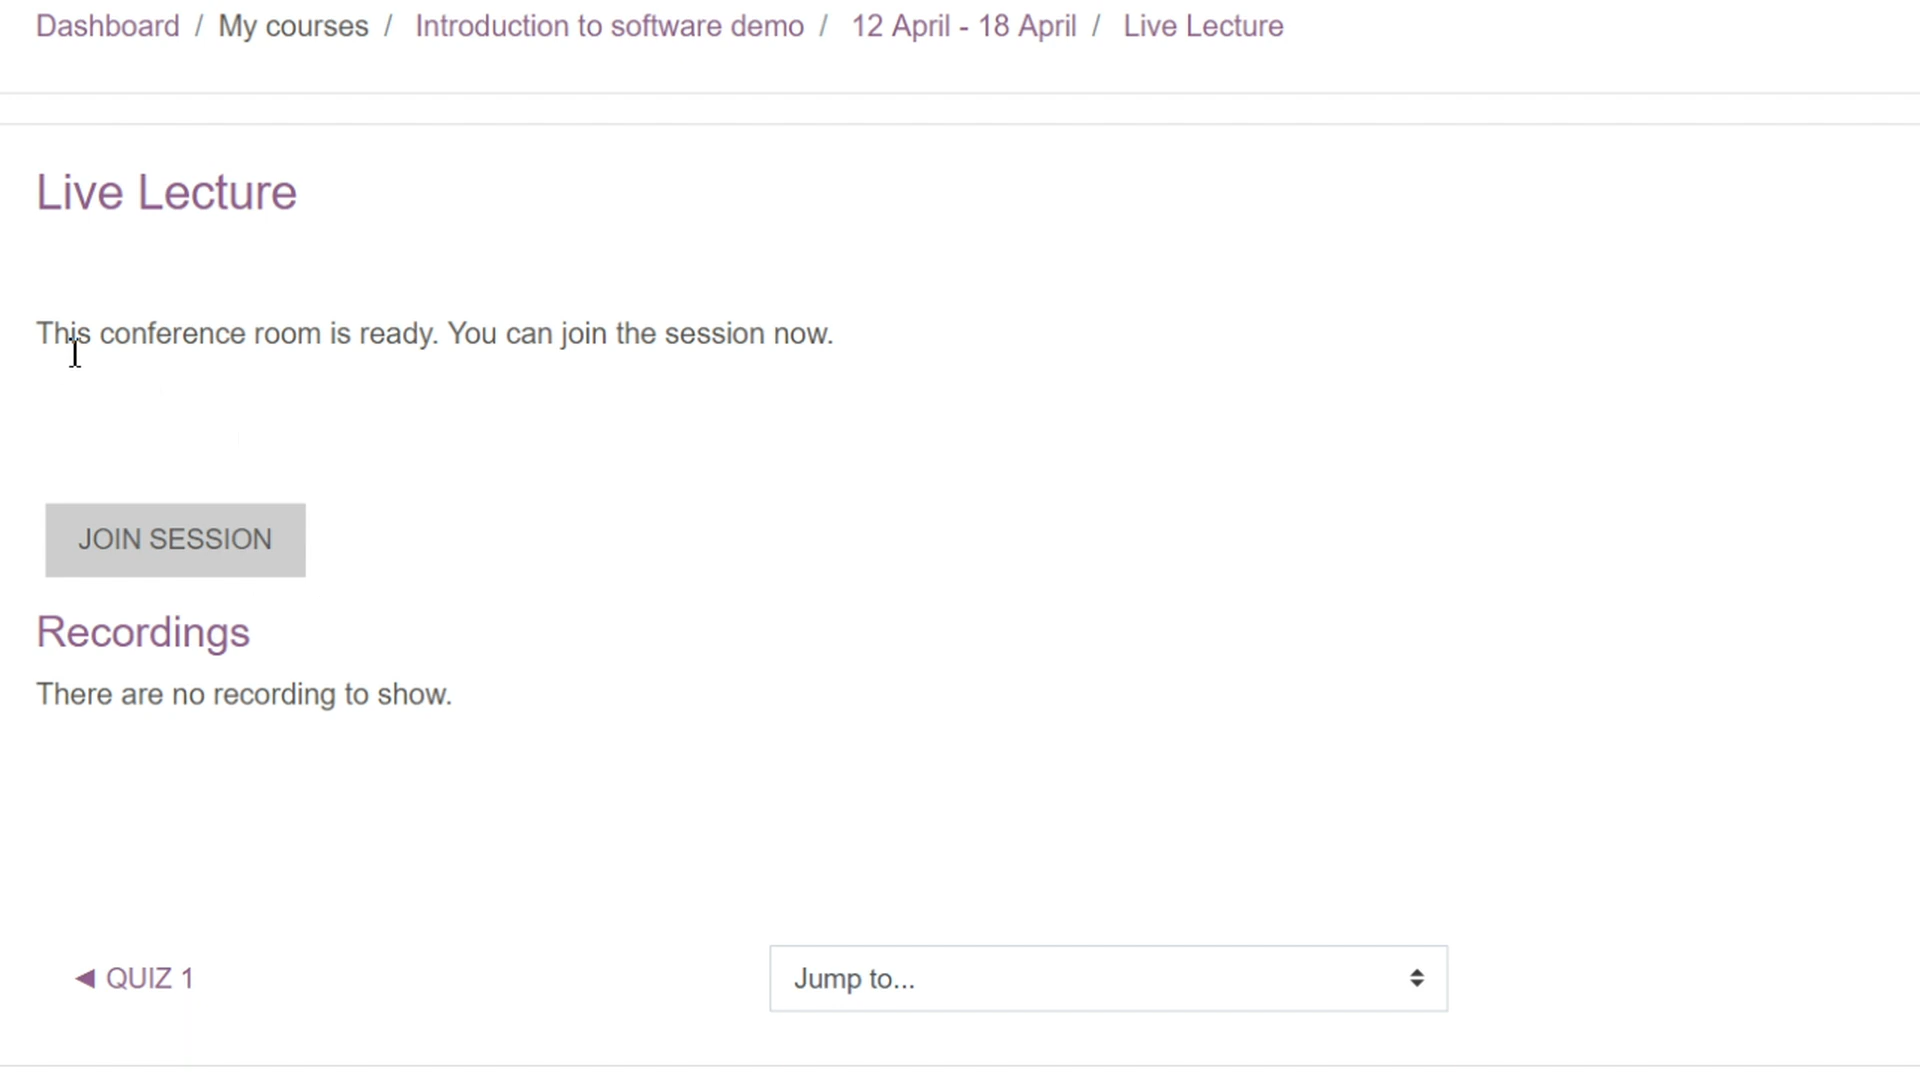 Dashboard / My courses / Introduction to software demo / 12 April - 18 April / Live Lecture
Live Lecture
This conference room is ready. You can join the session now.
JOIN SESSION
Recordings
There are no recording to show.
◀ QUIZ 1
Jump to...